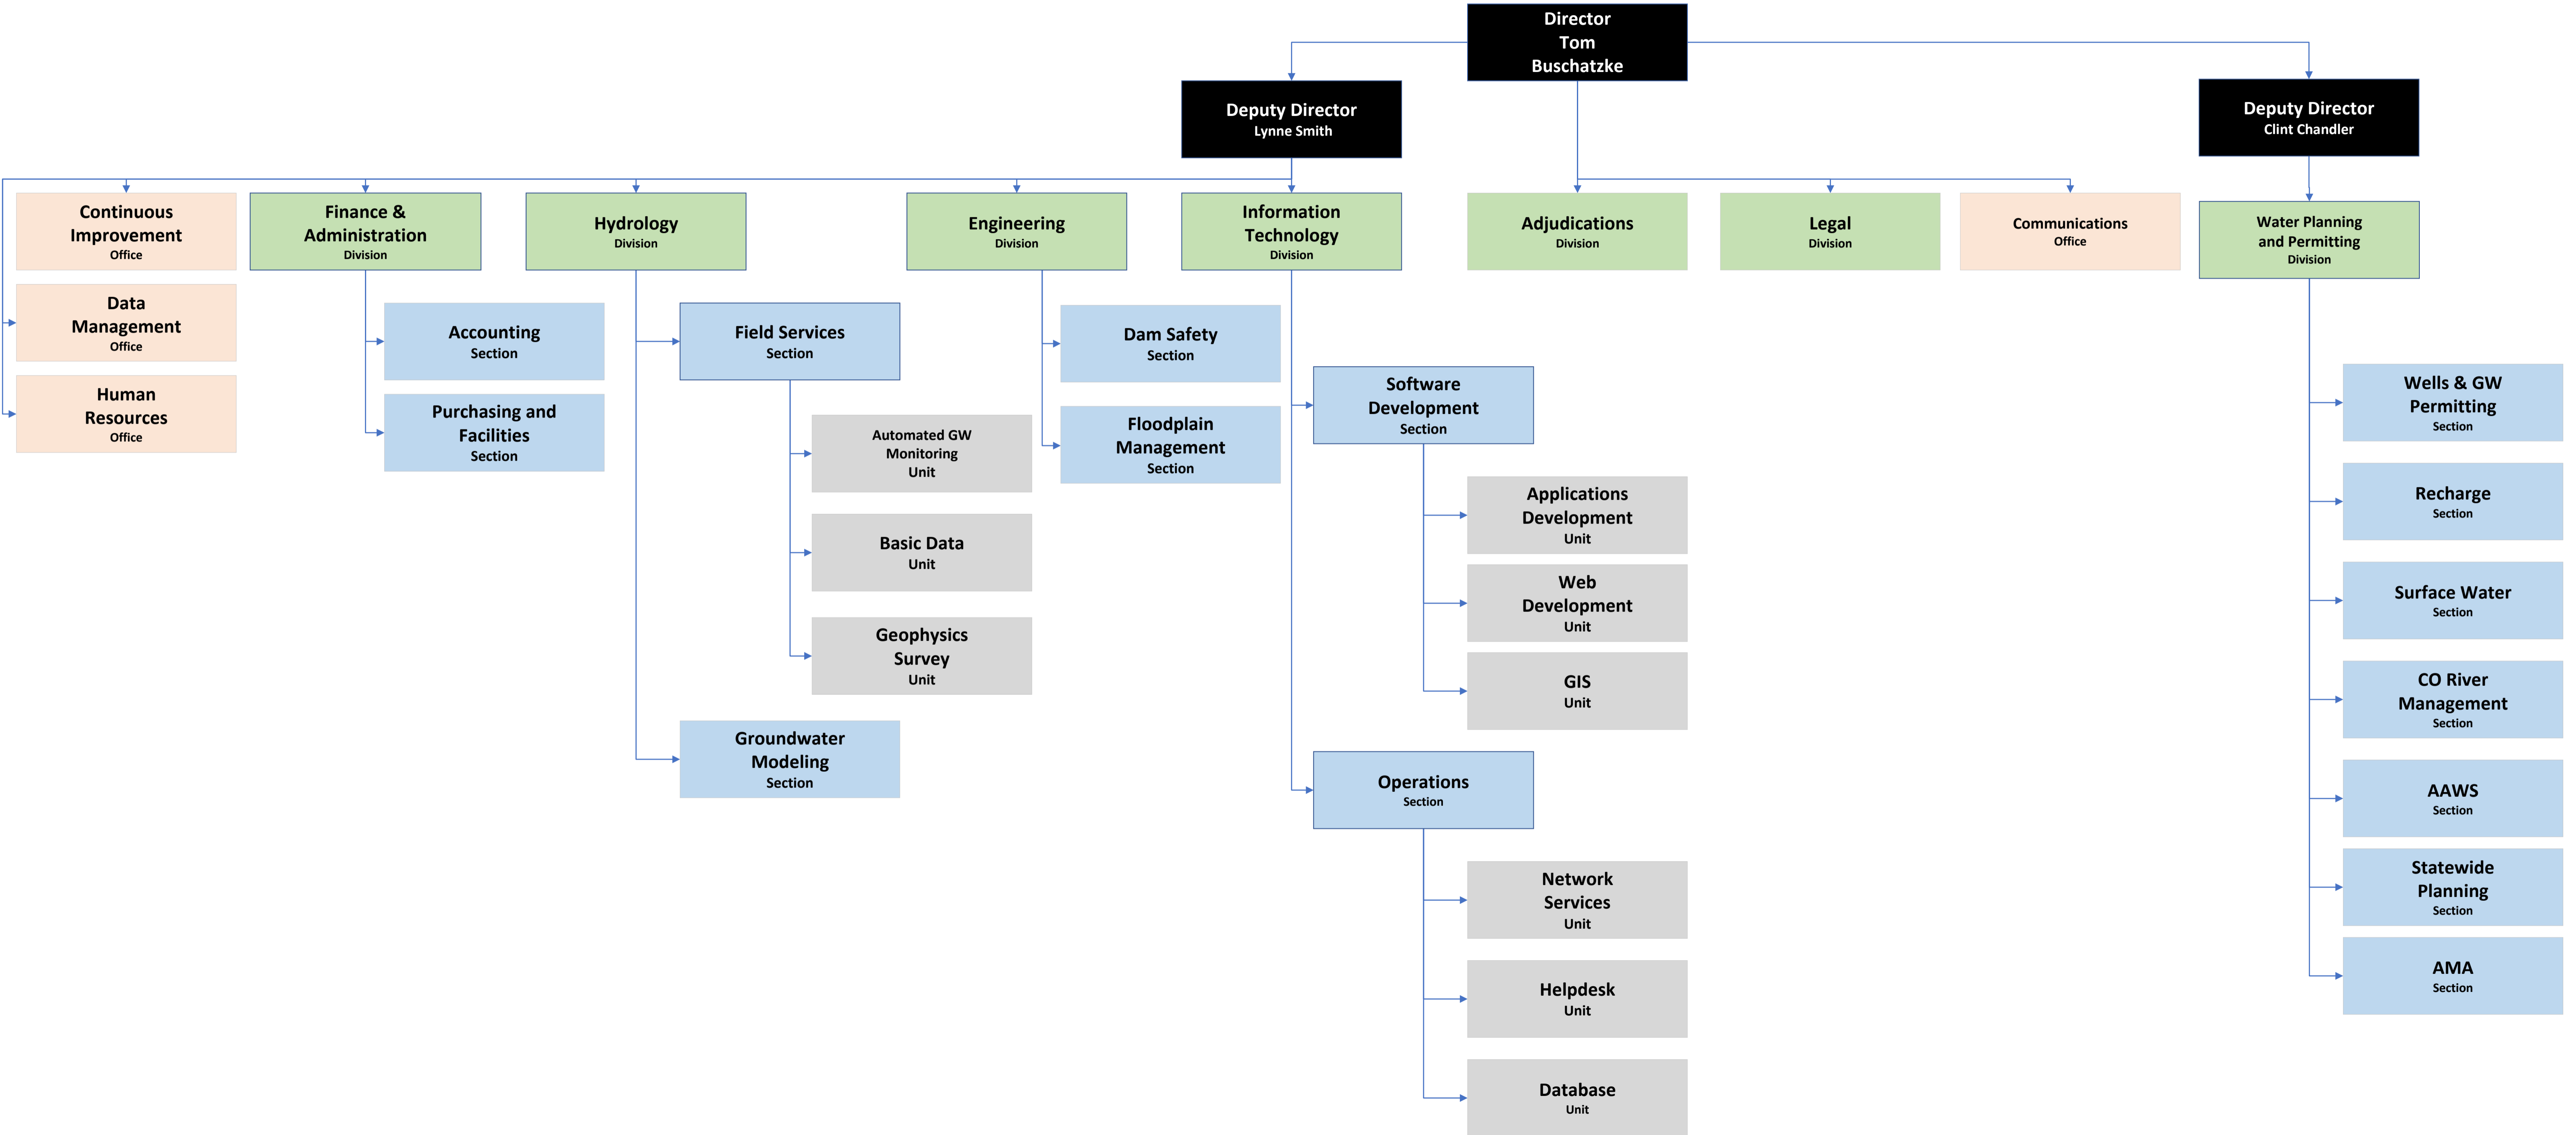 Director
Tom
Buschatzke
Deputy Director
Lynne Smith
Deputy Director
Clint Chandler
Continuous
Improvement
Office
Data
Management
Office
Human
Resources
Office
Finance &
Administration
Division
Accounting
Section
Purchasing and
Facilities
Section
Hydrology
Division
Field Services
Section
Automated GW
Monitoring
Unit
Basic Data
Unit
Geophysics
Survey
Unit
Groundwater
Modeling
Section
Engineering
Division
Dam Safety
Section
Floodplain
Management
Section
Information
Technology
Division
Software
Development
Section
Applications
Development
Unit
Web
Development
Unit
GIS
Unit
Operations
Section
Network
Services
Unit
Helpdesk
Unit
Database
Unit
Adjudications
Division
Legal
Division
Communications
Office
Water Planning
and Permitting
Division
Wells & GW
Permitting
Section
Recharge
Section
Surface Water
Section
CO River
Management
Section
AAWS
Section
Statewide
Planning
Section
AMA
Section